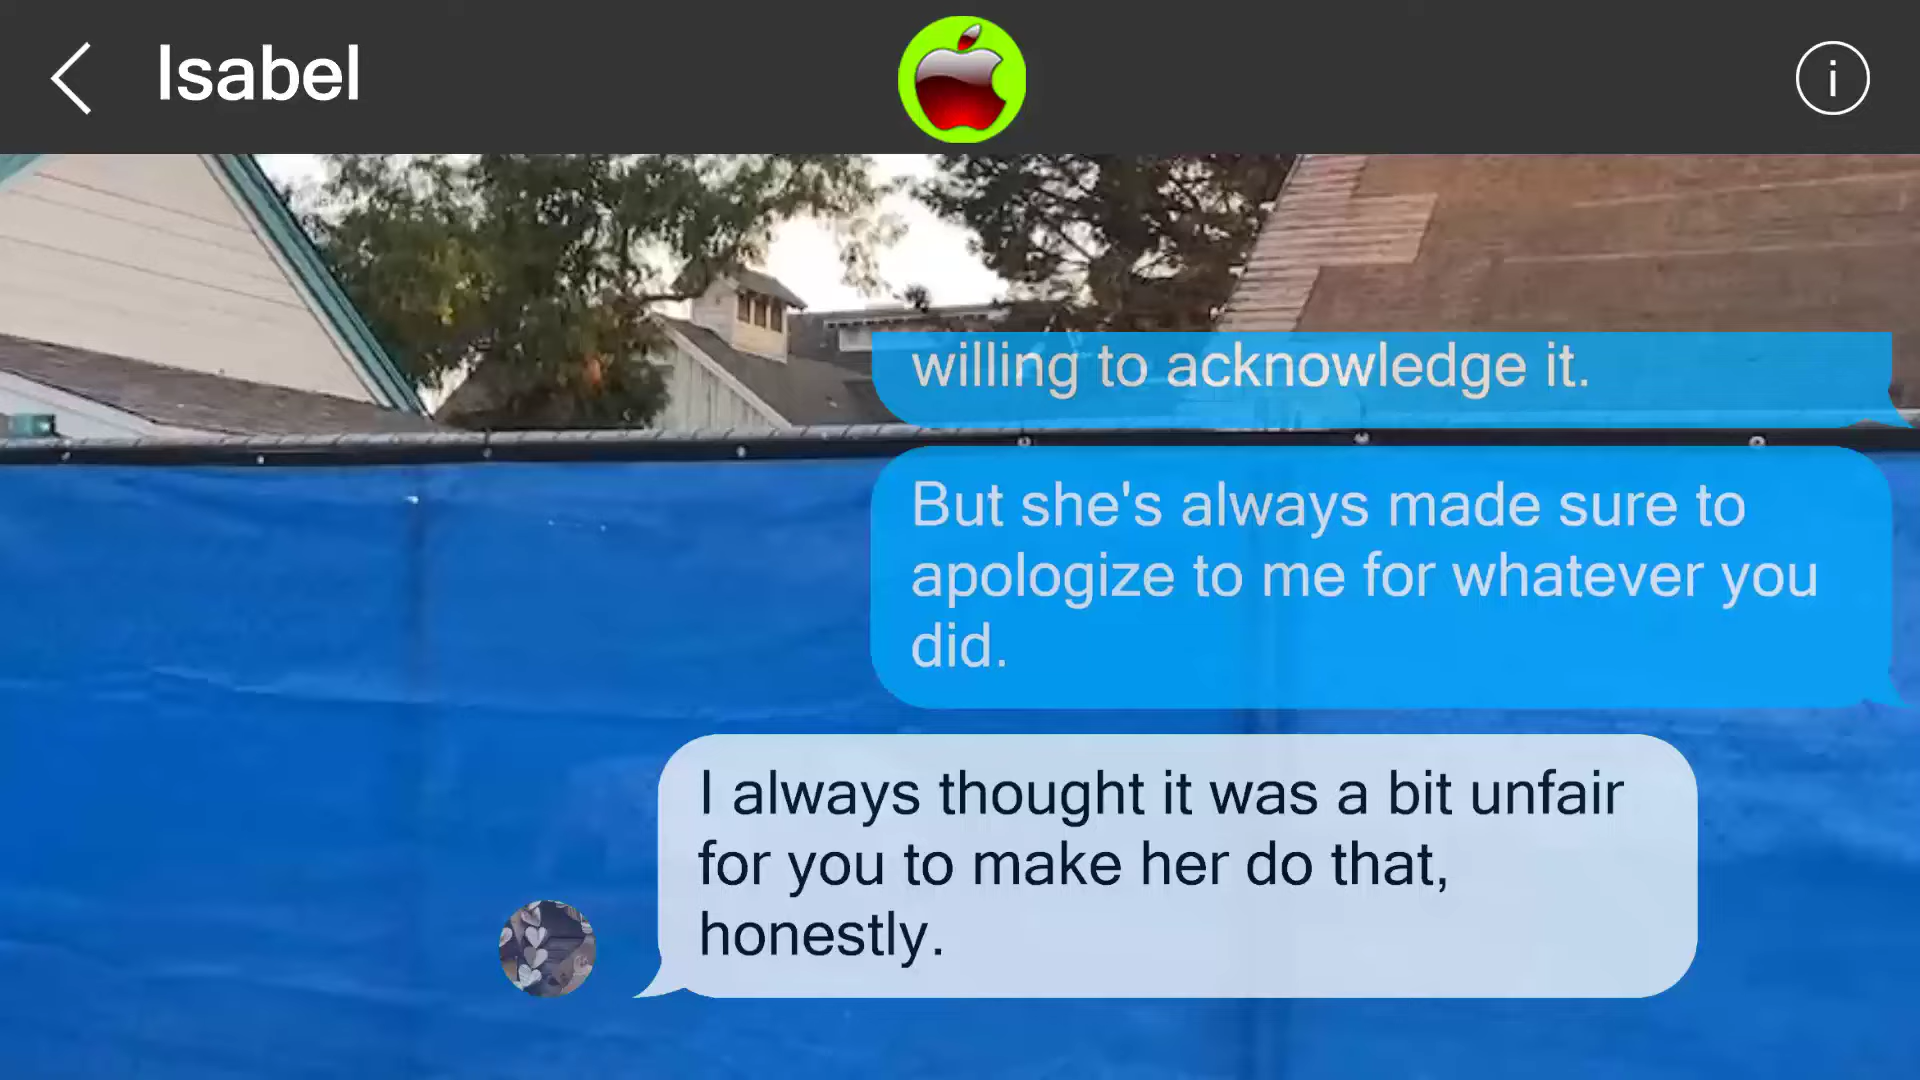 Isabel
i
willing to acknowledge it.
But she's always made sure to
apologize to me for whatever you
did.
I always thought it was a bit unfair
for you to make her do that,
honestly.